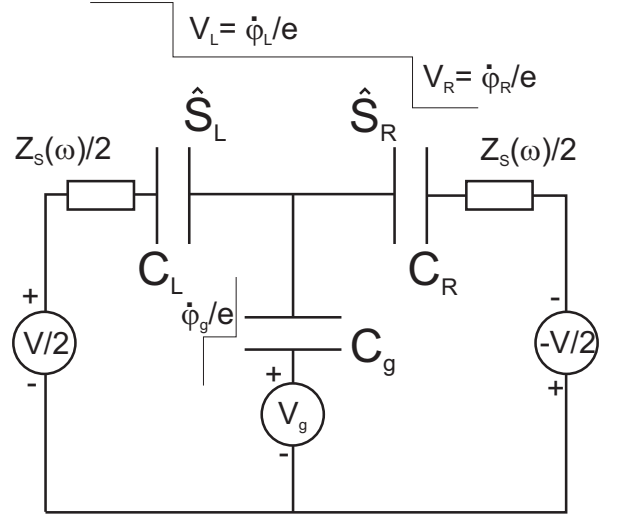 V_L= φ̇_L/e
V_R= φ̇_R/e
Ŝ_L
Ŝ_R
Z_S(ω)/2
Z_S(ω)/2
C_L
C_R
φ̇_g/e
+
-
+
V/2
C_g
-V/2
-
+
+
V_g
-